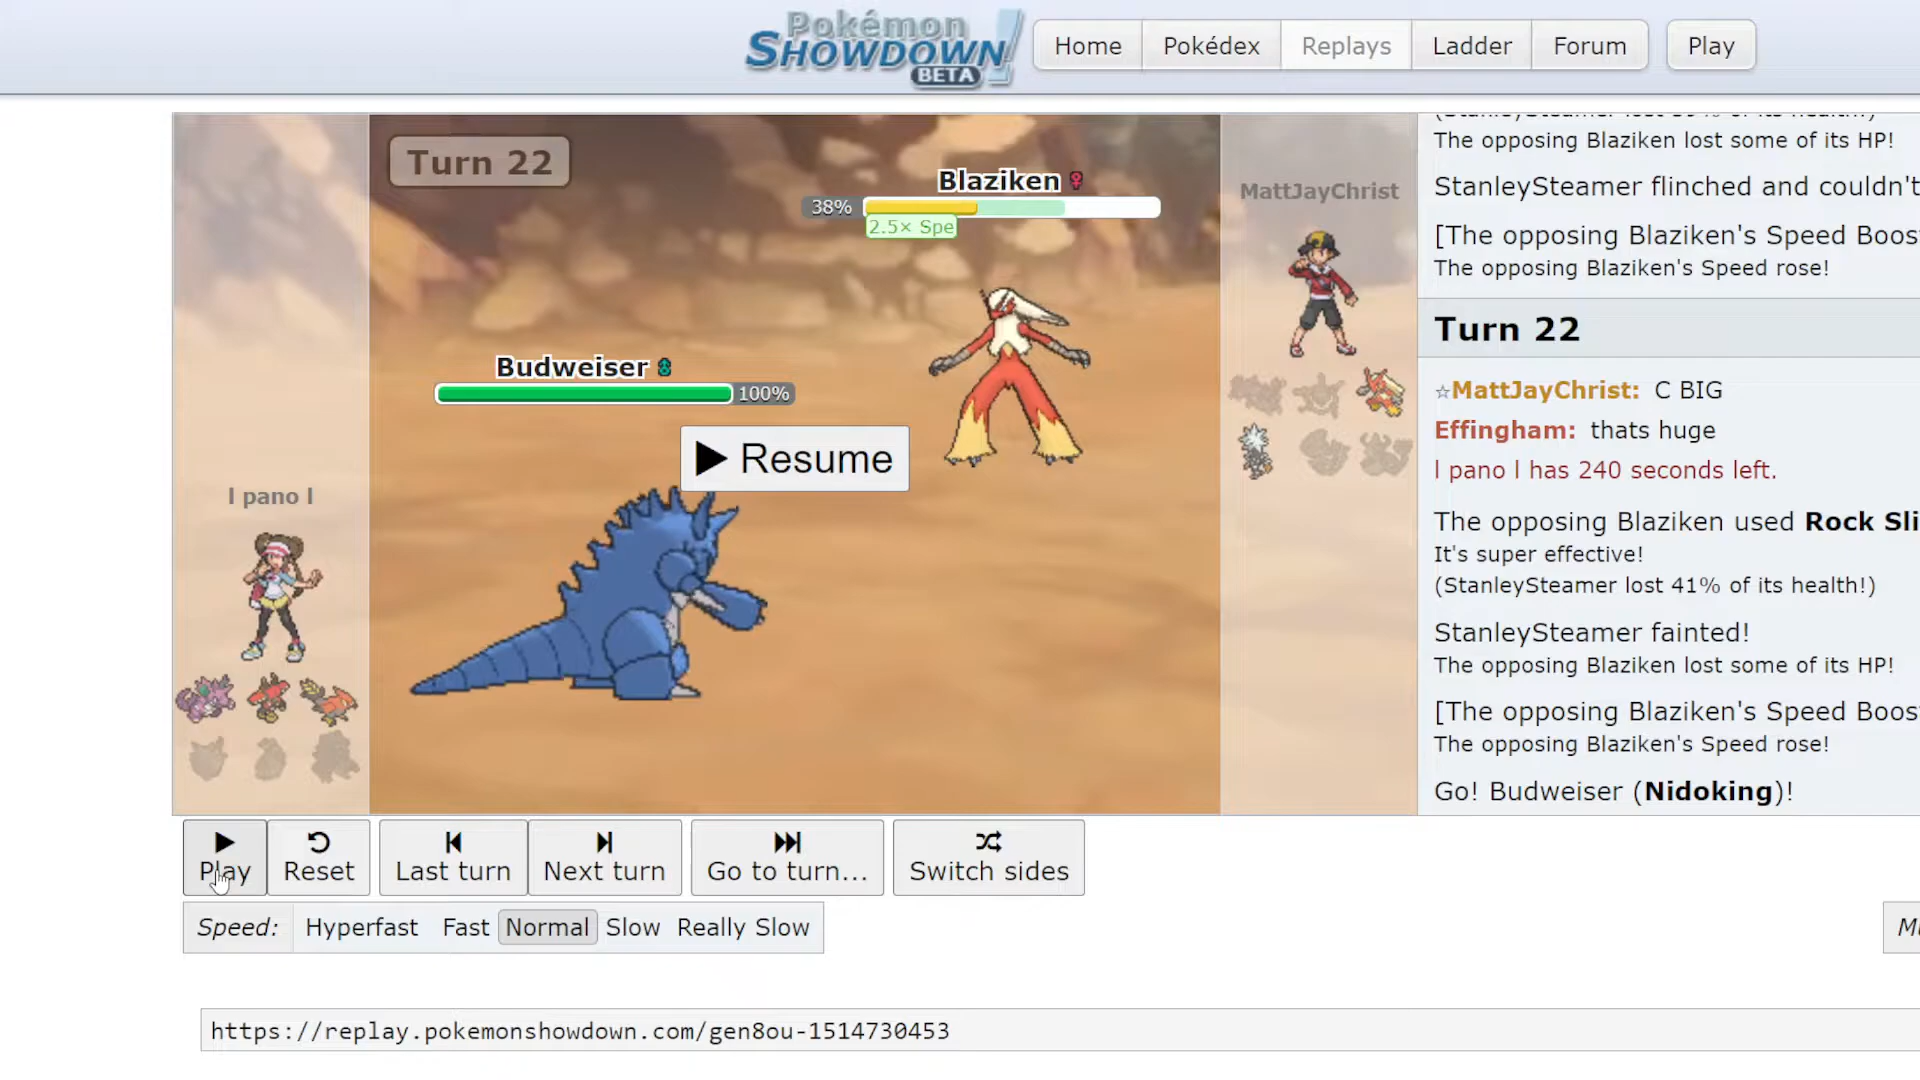 Pokémon
SHOWDOWN!
BETA
Home
Pokédex
Replays
Ladder
Forum
Play
Turn 22
Blaziken
38%
2.5× Spe
MattJayChrist
Budweiser
100%
Resume
l pano l
The opposing Blaziken lost some of its HP!
StanleySteamer flinched and couldn't
[The opposing Blaziken's Speed Boos
The opposing Blaziken's Speed rose!
Turn 22
☆MattJayChrist: C BIG
Effingham: thats huge
l pano l has 240 seconds left.
The opposing Blaziken used Rock Sli
It's super effective!
(StanleySteamer lost 41% of its health!)
StanleySteamer fainted!
The opposing Blaziken lost some of its HP!
[The opposing Blaziken's Speed Boos
The opposing Blaziken's Speed rose!
Go! Budweiser (Nidoking)!
Play
Reset
Last turn
Next turn
Go to turn...
Switch sides
Speed:
Hyperfast
Fast
Normal
Slow
Really Slow
https://replay.pokemonshowdown.com/gen8ou-1514730453